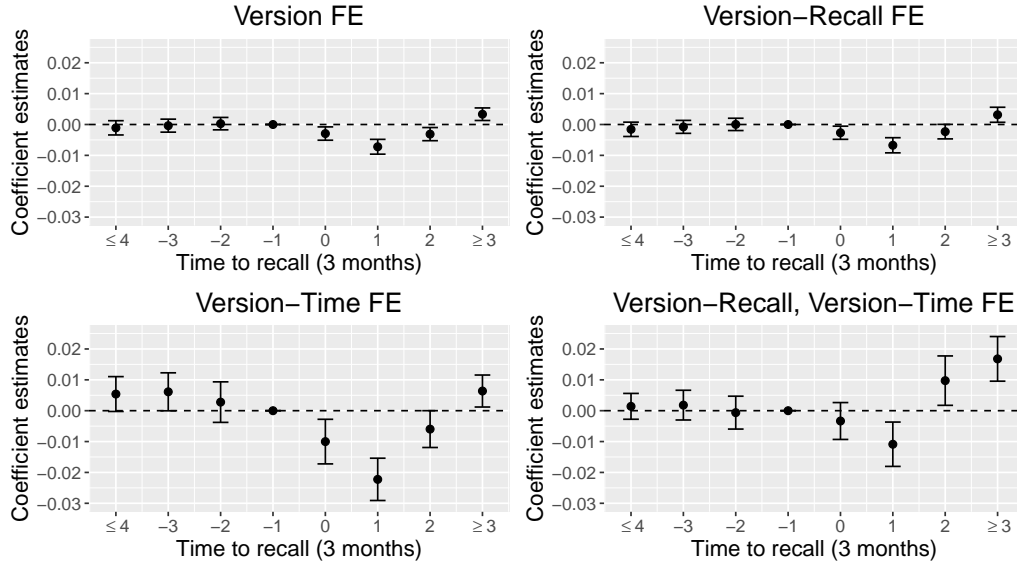 Version FE
Coefficient estimates
0.02
0.01
0.00
−0.01
−0.02
−0.03
≤ 4 −3 −2 −1 0 1 2 ≥ 3
Time to recall (3 months)
Version−Recall FE
Coefficient estimates
0.02
0.01
0.00
−0.01
−0.02
−0.03
≤ 4 −3 −2 −1 0 1 2 ≥ 3
Time to recall (3 months)
Version−Time FE
Coefficient estimates
0.02
0.01
0.00
−0.01
−0.02
−0.03
≤ 4 −3 −2 −1 0 1 2 ≥ 3
Time to recall (3 months)
Version−Recall, Version−Time FE
Coefficient estimates
0.02
0.01
0.00
−0.01
−0.02
−0.03
≤ 4 −3 −2 −1 0 1 2 ≥ 3
Time to recall (3 months)